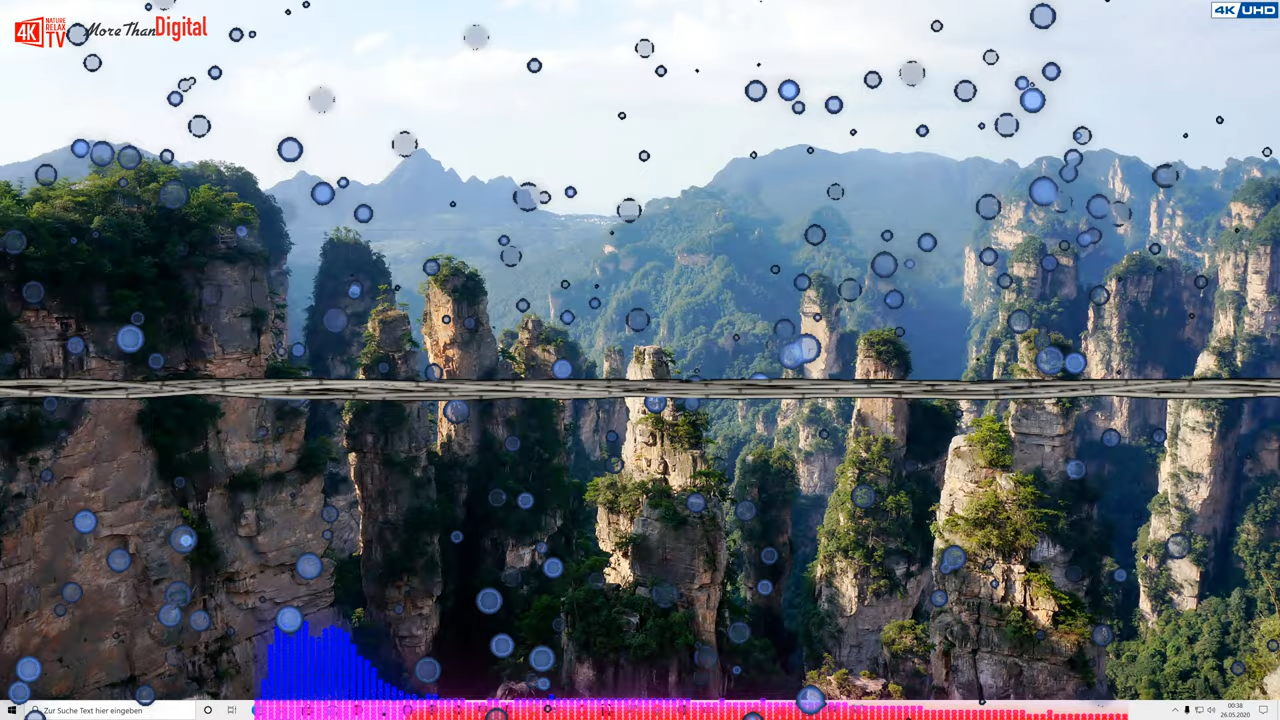 4K NATURE RELAX TV
More Than Digital
4K UHD
Zur Suche Text hier eingeben
00:38
26.05.2020